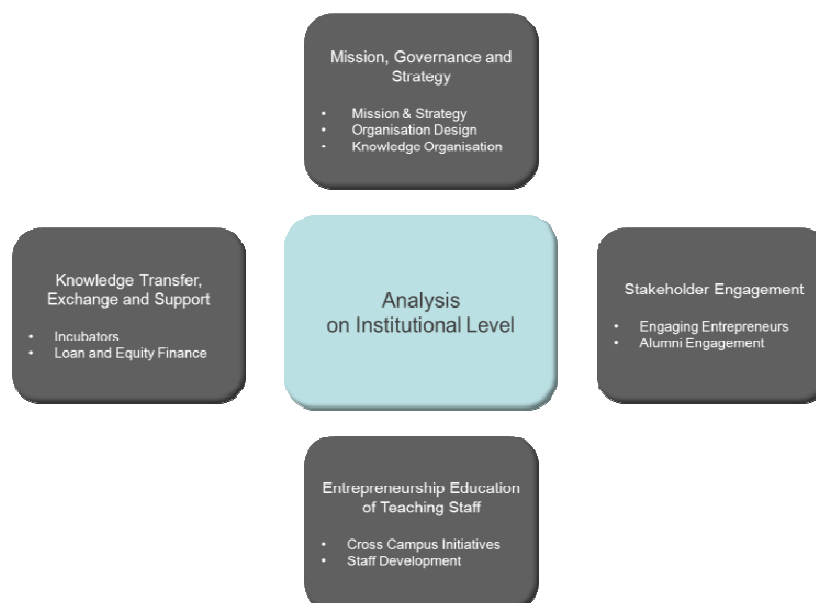 Mission, Governance and
Strategy
• Mission & Strategy
• Organisation Design
• Knowledge Organisation
Knowledge Transfer,
Exchange and Support
• Incubators
• Loan and Equity Finance
Analysis
on Institutional Level
Stakeholder Engagement
• Engaging Entrepreneurs
• Alumni Engagement
Entrepreneurship Education
of Teaching Staff
• Cross Campus Initiatives
• Staff Development